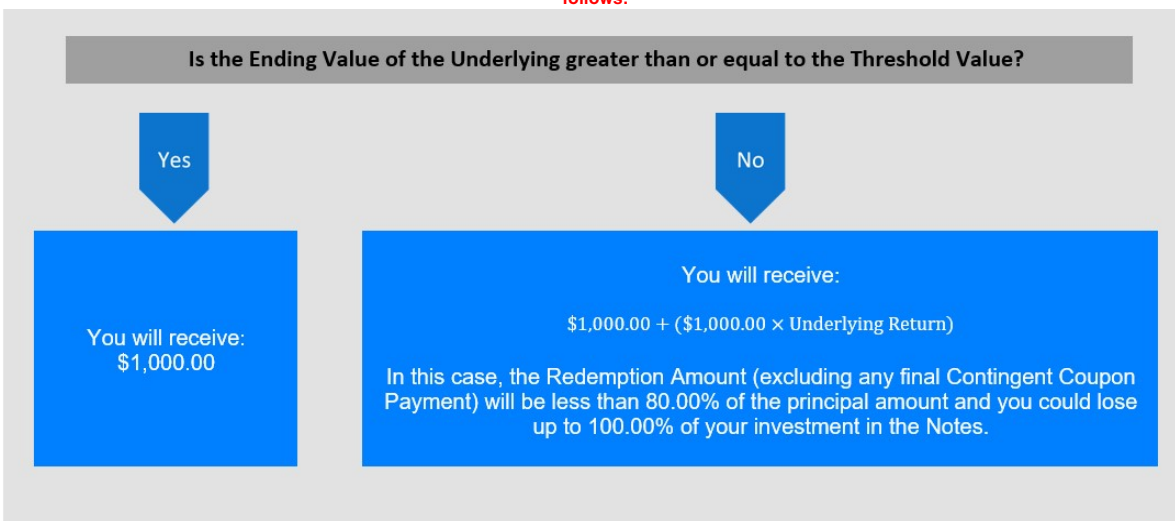 follows:
Is the Ending Value of the Underlying greater than or equal to the Threshold Value?
Yes
No
You will receive:
$1,000.00
You will receive:
$1,000.00 + ($1,000.00 × Underlying Return)
In this case, the Redemption Amount (excluding any final Contingent Coupon
Payment) will be less than 80.00% of the principal amount and you could lose
up to 100.00% of your investment in the Notes.